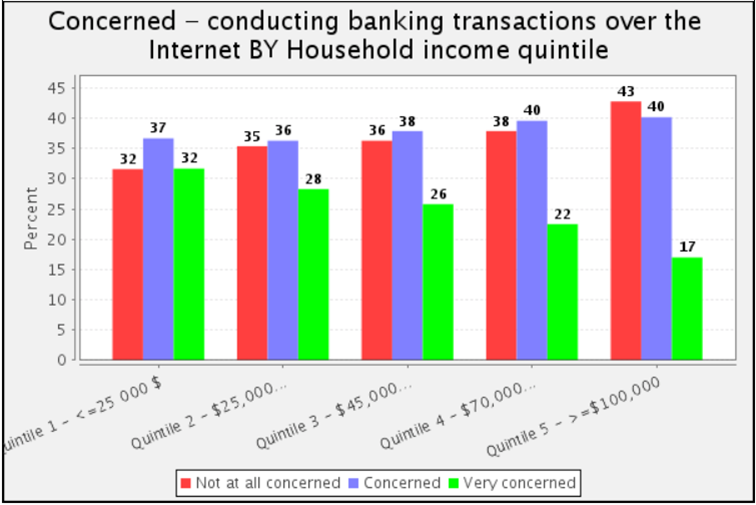 Concerned – conducting banking transactions over the
Internet BY Household income quintile
45
40
35
30
25
20
15
10
5
0
Percent
32
37
32
35
36
28
36
38
26
38
40
22
43
40
17
uintile 1 – <=25 000 $
Quintile 2 – $25,000...
Quintile 3 – $45,000...
Quintile 4 – $70,000...
Quintile 5 – >=$100,000
Not at all concerned
Concerned
Very concerned